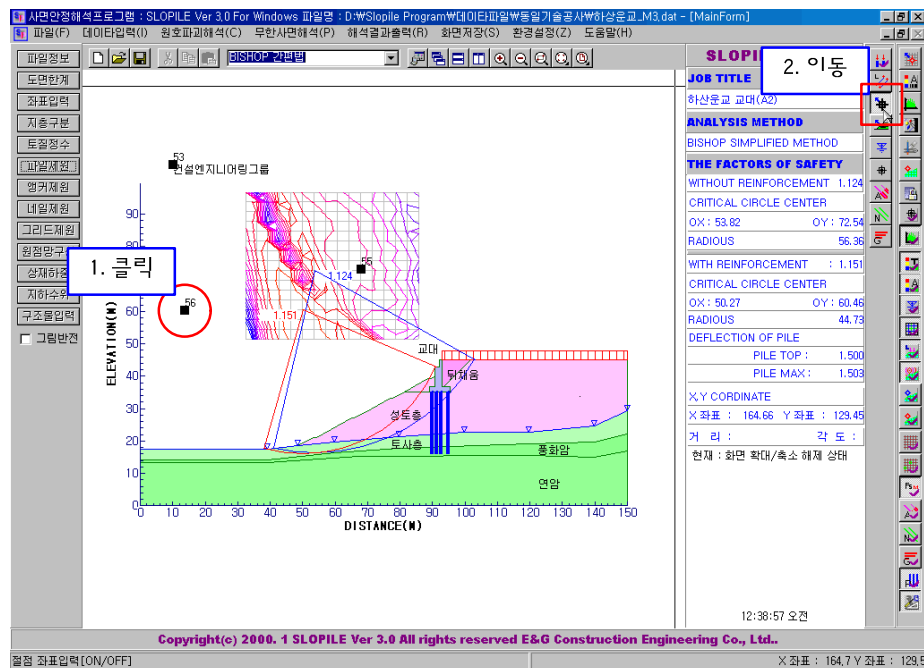 사면안정해석프로그램 : SLOPILE Ver 3,0 For Windows 파일명 : D:₩Slopile Program₩데이타파일₩동일기술공사₩하상운교_M3,dat - [MainForm]
파일(F) 데이타입력(I) 원호파괴해석(C) 무한사면해석(P) 해석결과출력(R) 화면저장(S) 환경설정(Z) 도움말(H)
파일정보
BISHOP 간편법
도면한계
좌표입력
지층구분
토질정수
파일제원
앵커제원
네일제원
그리드제원
원점망구
상재하중
지하수위
구조물입력
그림반전
1. 클릭
2. 이동
53
건설엔지니어링그룹
55
56
1.124
1.151
교대
뒤채움
성토층
토사층
풍화암
연암
ELEVATION(M)
90
80
60
50
40
30
20
10
0
0 10 20 30 40 50 60 70 80 90 100 110 120 130 140 150
DISTANCE(M)
SLOPI
JOB TITLE
하산운교 교대(A2)
ANALYSIS METHOD
BISHOP SIMPLIFIED METHOD
THE FACTORS OF SAFETY
WITHOUT REINFORCEMENT 1.124
CRITICAL CIRCLE CENTER
OX : 53.82 OY : 72.54
RADIOUS 56.36
WITH REINFORCEMENT : 1.151
CRITICAL CIRCLE CENTER
OX : 50.27 OY : 60.46
RADIOUS 44.73
DEFLECTION OF PILE
PILE TOP : 1.500
PILE MAX : 1.503
X,Y CORDINATE
X 좌표 : 164.66 Y 좌표 : 129.45
거 리 : 각 도 :
현재 : 화면 확대/축소 해제 상태
12:38:57 오전
Copyright(c) 2000. 1 SLOPILE Ver 3.0 All rights reserved E&G Construction Engineering Co., Ltd..
절점 좌표입력[ON/OFF]
X 좌표 : 164,7 Y 좌표 : 129,5